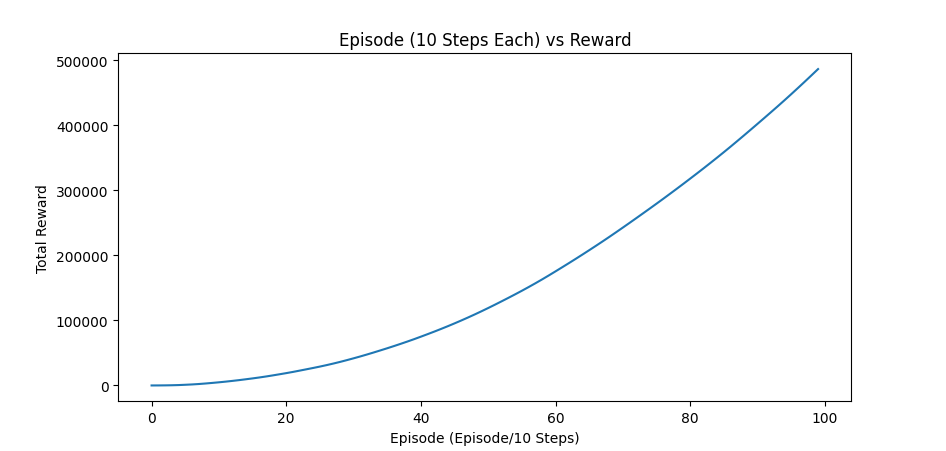 Episode (10 Steps Each) vs Reward
500000
400000
300000
200000
100000
0
Total Reward
0 20 40 60 80 100
Episode (Episode/10 Steps)